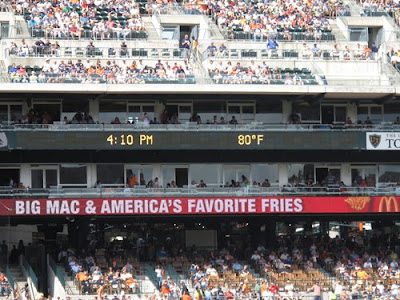 4:10 PM 80°F
BIG MAC & AMERICA'S FAVORITE FRIES